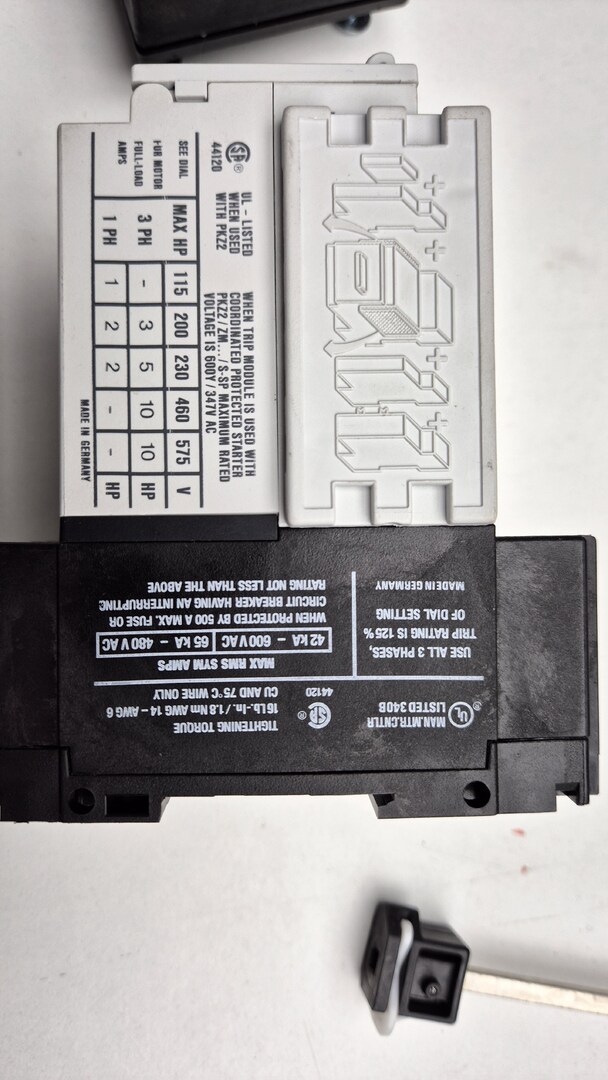 SA®
44120
UL - LISTED
WHEN USED
WITH PKZ2
WHEN TRIP MODULE IS USED WITH
COORDINATED PROTECTED STARTER
PKZ2 / ZM... / S-SP MAXIMUM RATED
VOLTAGE IS 600Y / 347V AC
SEE DIAL
FUR MOTOR
FULL-LOAD
AMPS
MAX HP 115 200 230 460 575 V
3 PH - 3 5 10 10 HP
1 PH 1 2 2 - - HP
MADE IN GERMANY
UL®
LISTED 340B
MAN.MTR.CNTLR
SA®
44120
TIGHTENING TORQUE
16 Lb.-In. / 1.8 Nm AWG 14 – AWG 6
CU AND 75°C WIRE ONLY
USE ALL 3 PHASES,
TRIP RATING IS 125%
OF DIAL SETTING
MADE IN GERMANY
MAX RMS SYM AMPS
42 kA – 600 V AC 65 kA – 480 V AC
WHEN PROTECTED BY 500 A MAX. FUSE OR
CIRCUIT BREAKER HAVING AN INTERRUPTING
RATING NOT LESS THAN THE ABOVE